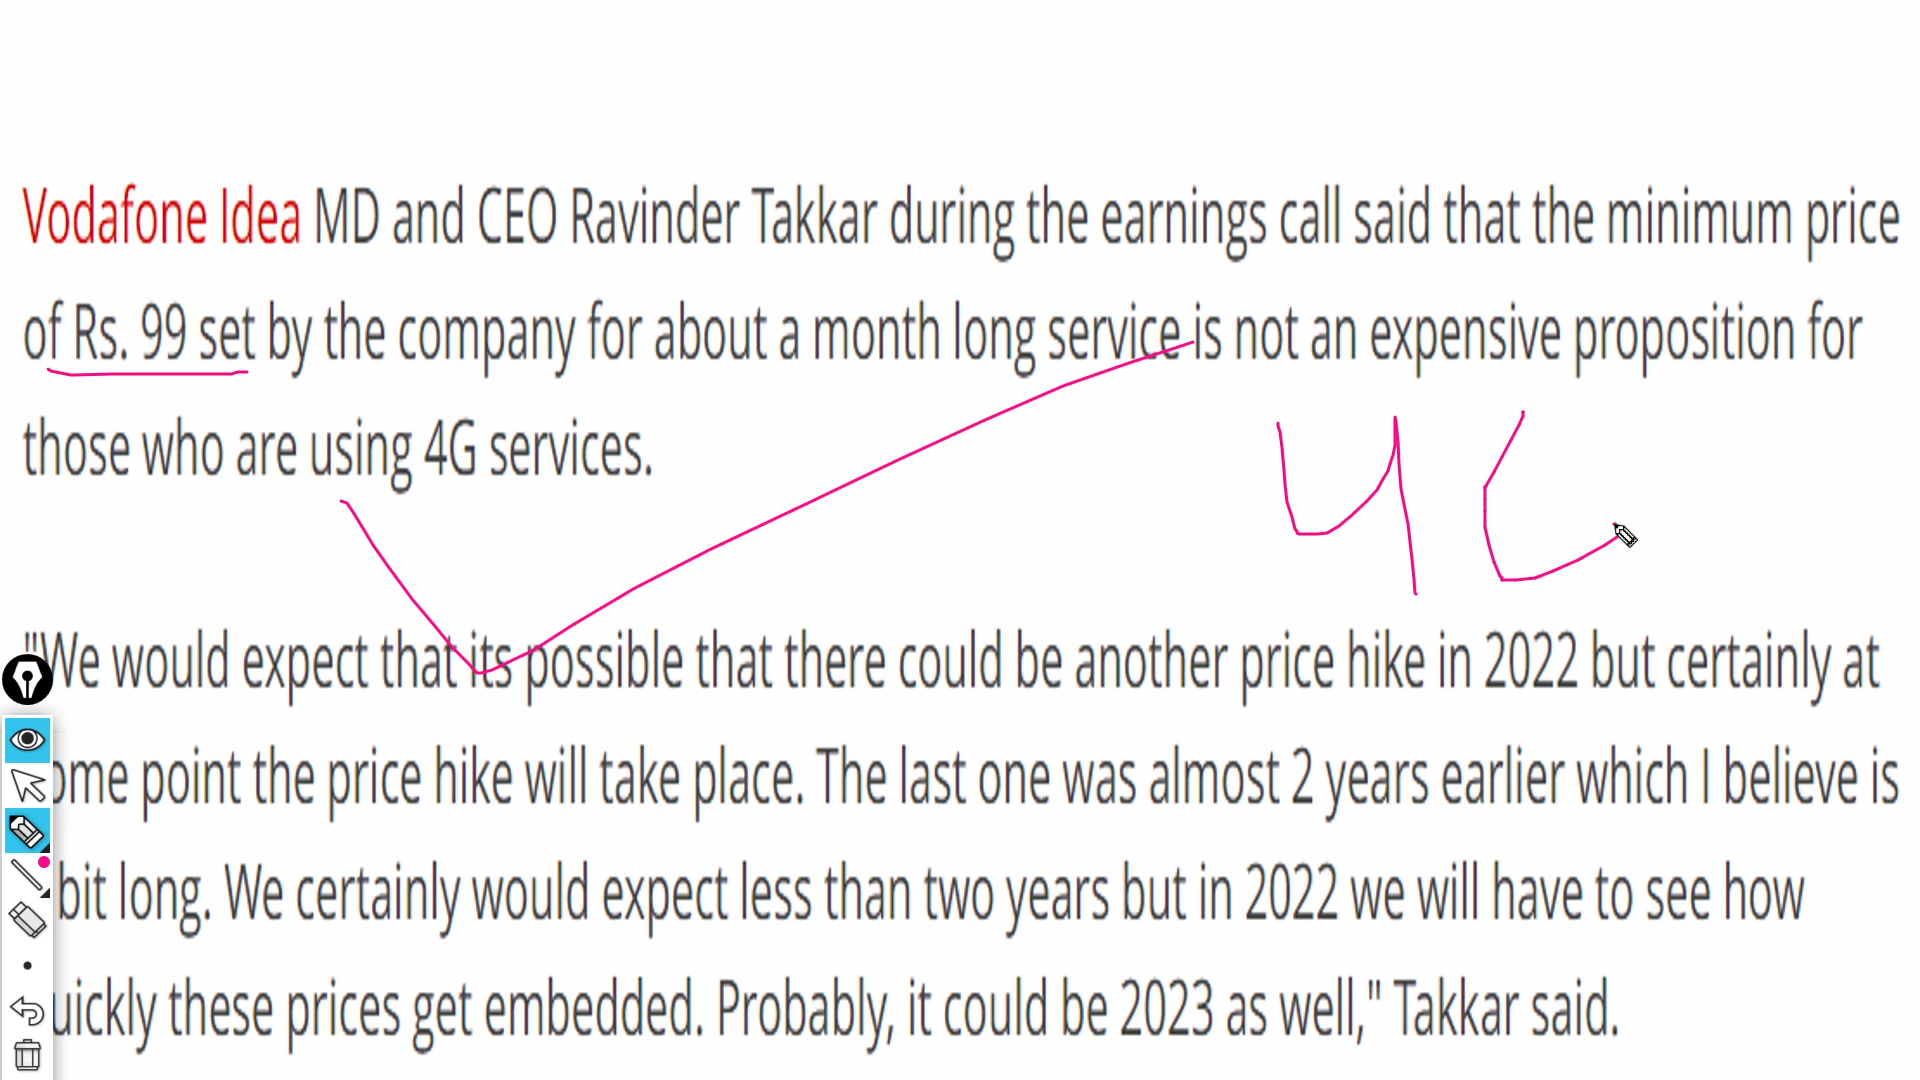 Vodafone Idea MD and CEO Ravinder Takkar during the earnings call said that the minimum price
of Rs. 99 set by the company for about a month long service is not an expensive proposition for
those who are using 4G services.
4
"We would expect that its possible that there could be another price hike in 2022 but certainly at
ome point the price hike will take place. The last one was almost 2 years earlier which I believe is
bit long. We certainly would expect less than two years but in 2022 we will have to see how
uickly these prices get embedded. Probably, it could be 2023 as well," Takkar said.